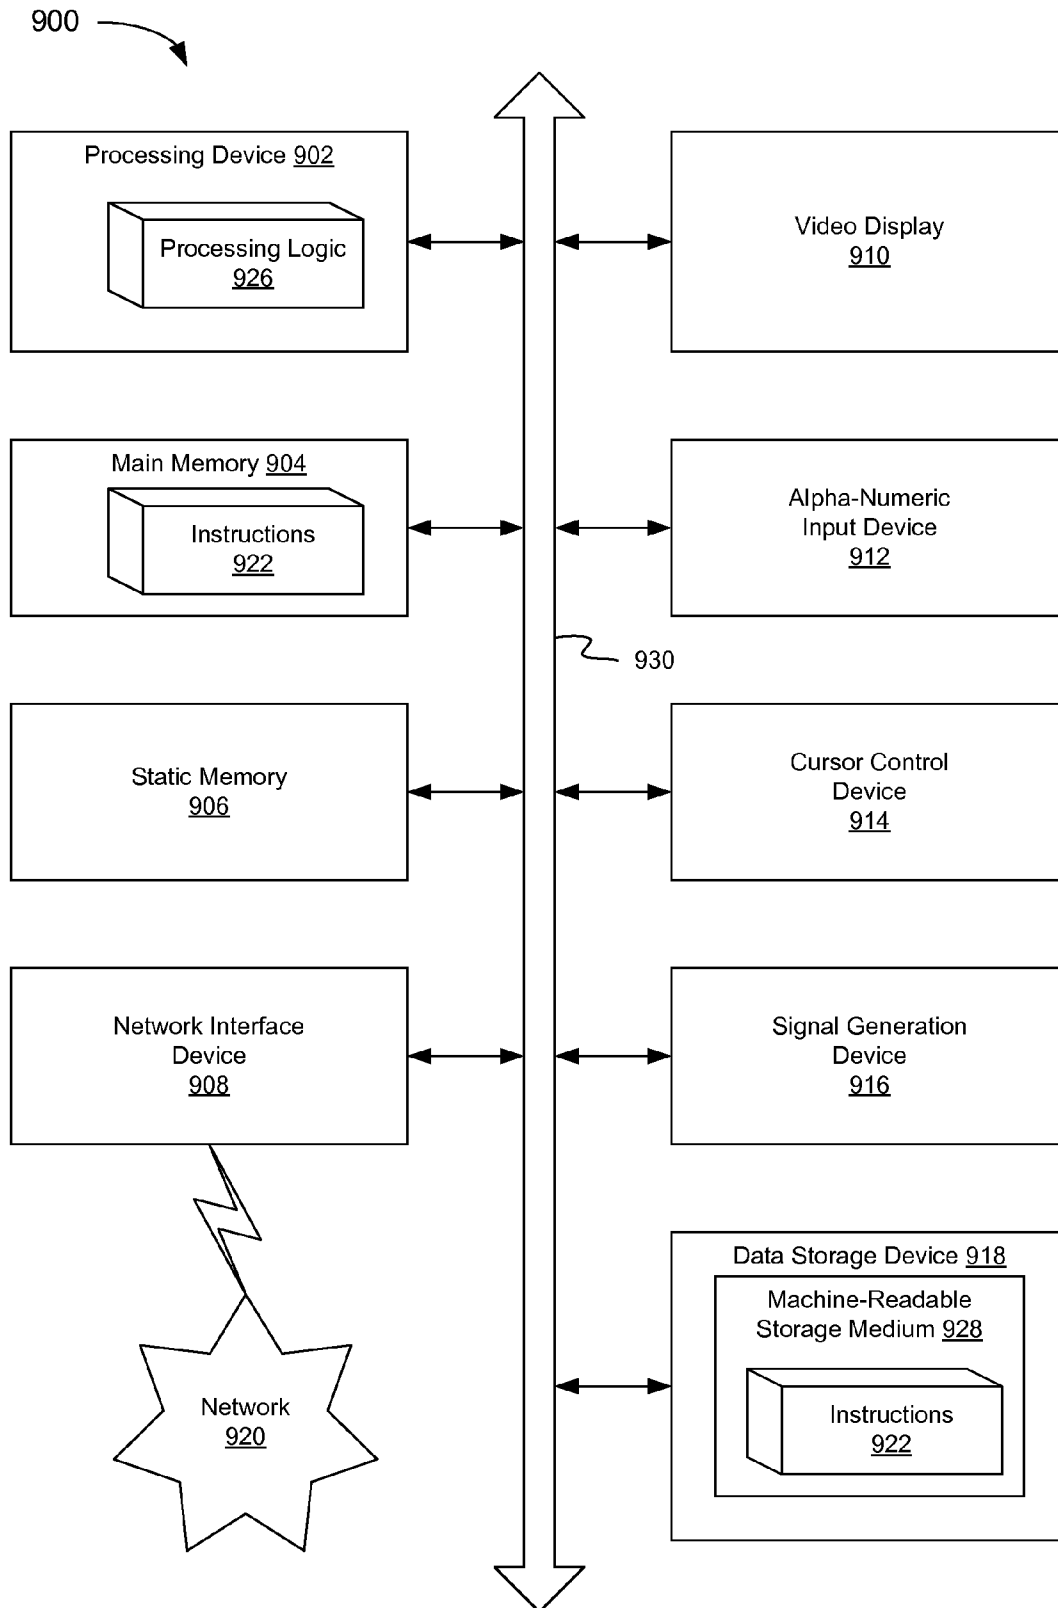 900
Processing Device 902
Processing Logic
926
Video Display
910
Main Memory 904
Instructions
922
Alpha-Numeric
Input Device
912
930
Static Memory
906
Cursor Control
Device
914
Network Interface
Device
908
Signal Generation
Device
916
Data Storage Device 918
Machine-Readable
Storage Medium 928
Instructions
922
Network
920